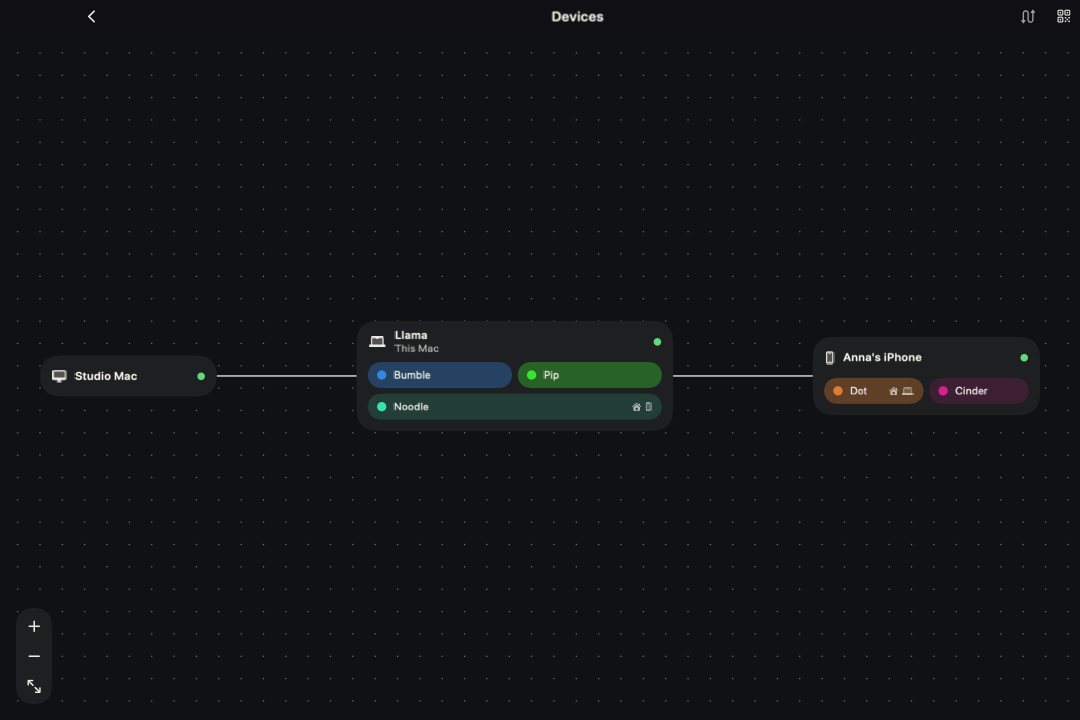 Devices
Studio Mac
Llama
This Mac
Bumble
Pip
Noodle
Anna's iPhone
Dot
Cinder